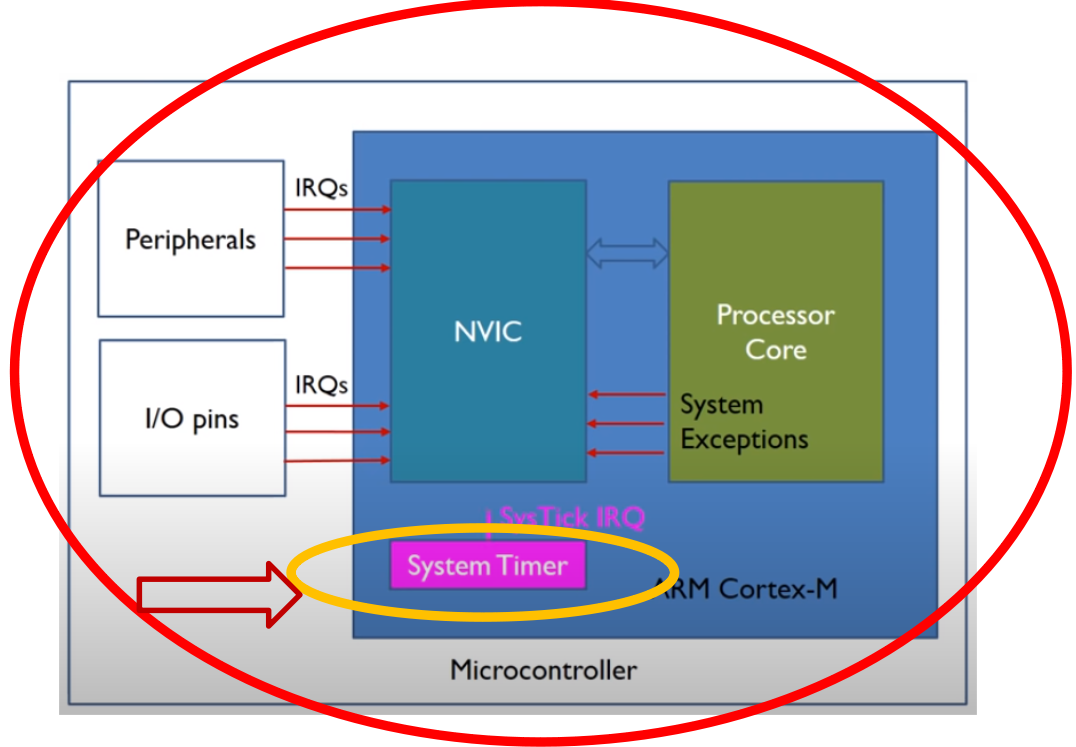 IRQs
Peripherals
NVIC
Processor
Core
IRQs
I/O pins
System
Exceptions
SysTick IRQ
System Timer
ARM Cortex-M
Microcontroller